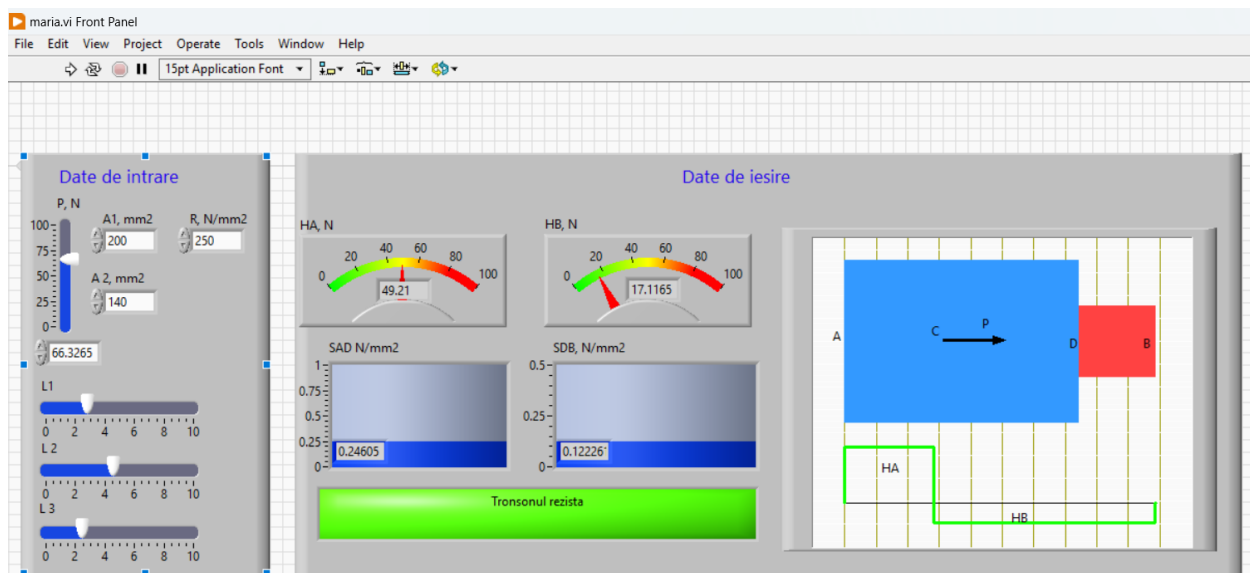 maria.vi Front Panel
File Edit View Project Operate Tools Window Help
15pt Application Font
Date de intrare
P, N
100
75
50
25
0
66.3265
A1, mm2
200
R, N/mm2
250
A 2, mm2
140
L1
0 2 4 6 8 10
L 2
0 2 4 6 8 10
L 3
0 2 4 6 8 10
Date de iesire
HA, N
0 20 40 60 80 100
49.21
HB, N
0 20 40 60 80 100
17.1165
SAD N/mm2
1
0.75
0.5
0.25
0
0.24605
SDB, N/mm2
0.5
0.25
0
0.12226
Tronsonul rezista
A
C
P
D
B
HA
HB